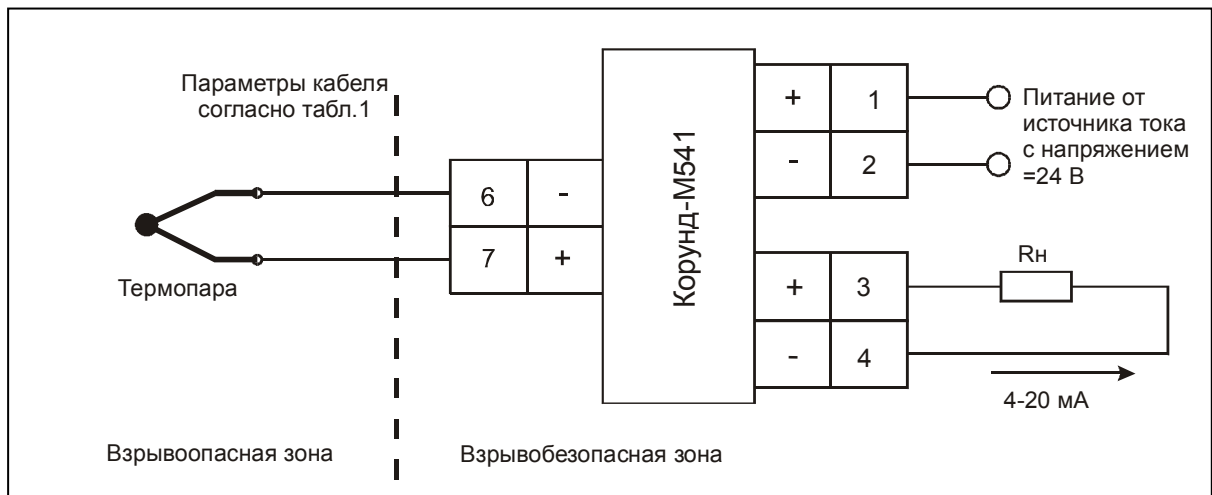 Параметры кабеля
согласно табл.1
Термопара
Взрывоопасная зона
6 -
7 +
Корунд-М541
+ 1
- 2
Питание от
источника тока
с напряжением
=24 В
+ 3
- 4
Rн
4-20 мА
Взрывобезопасная зона